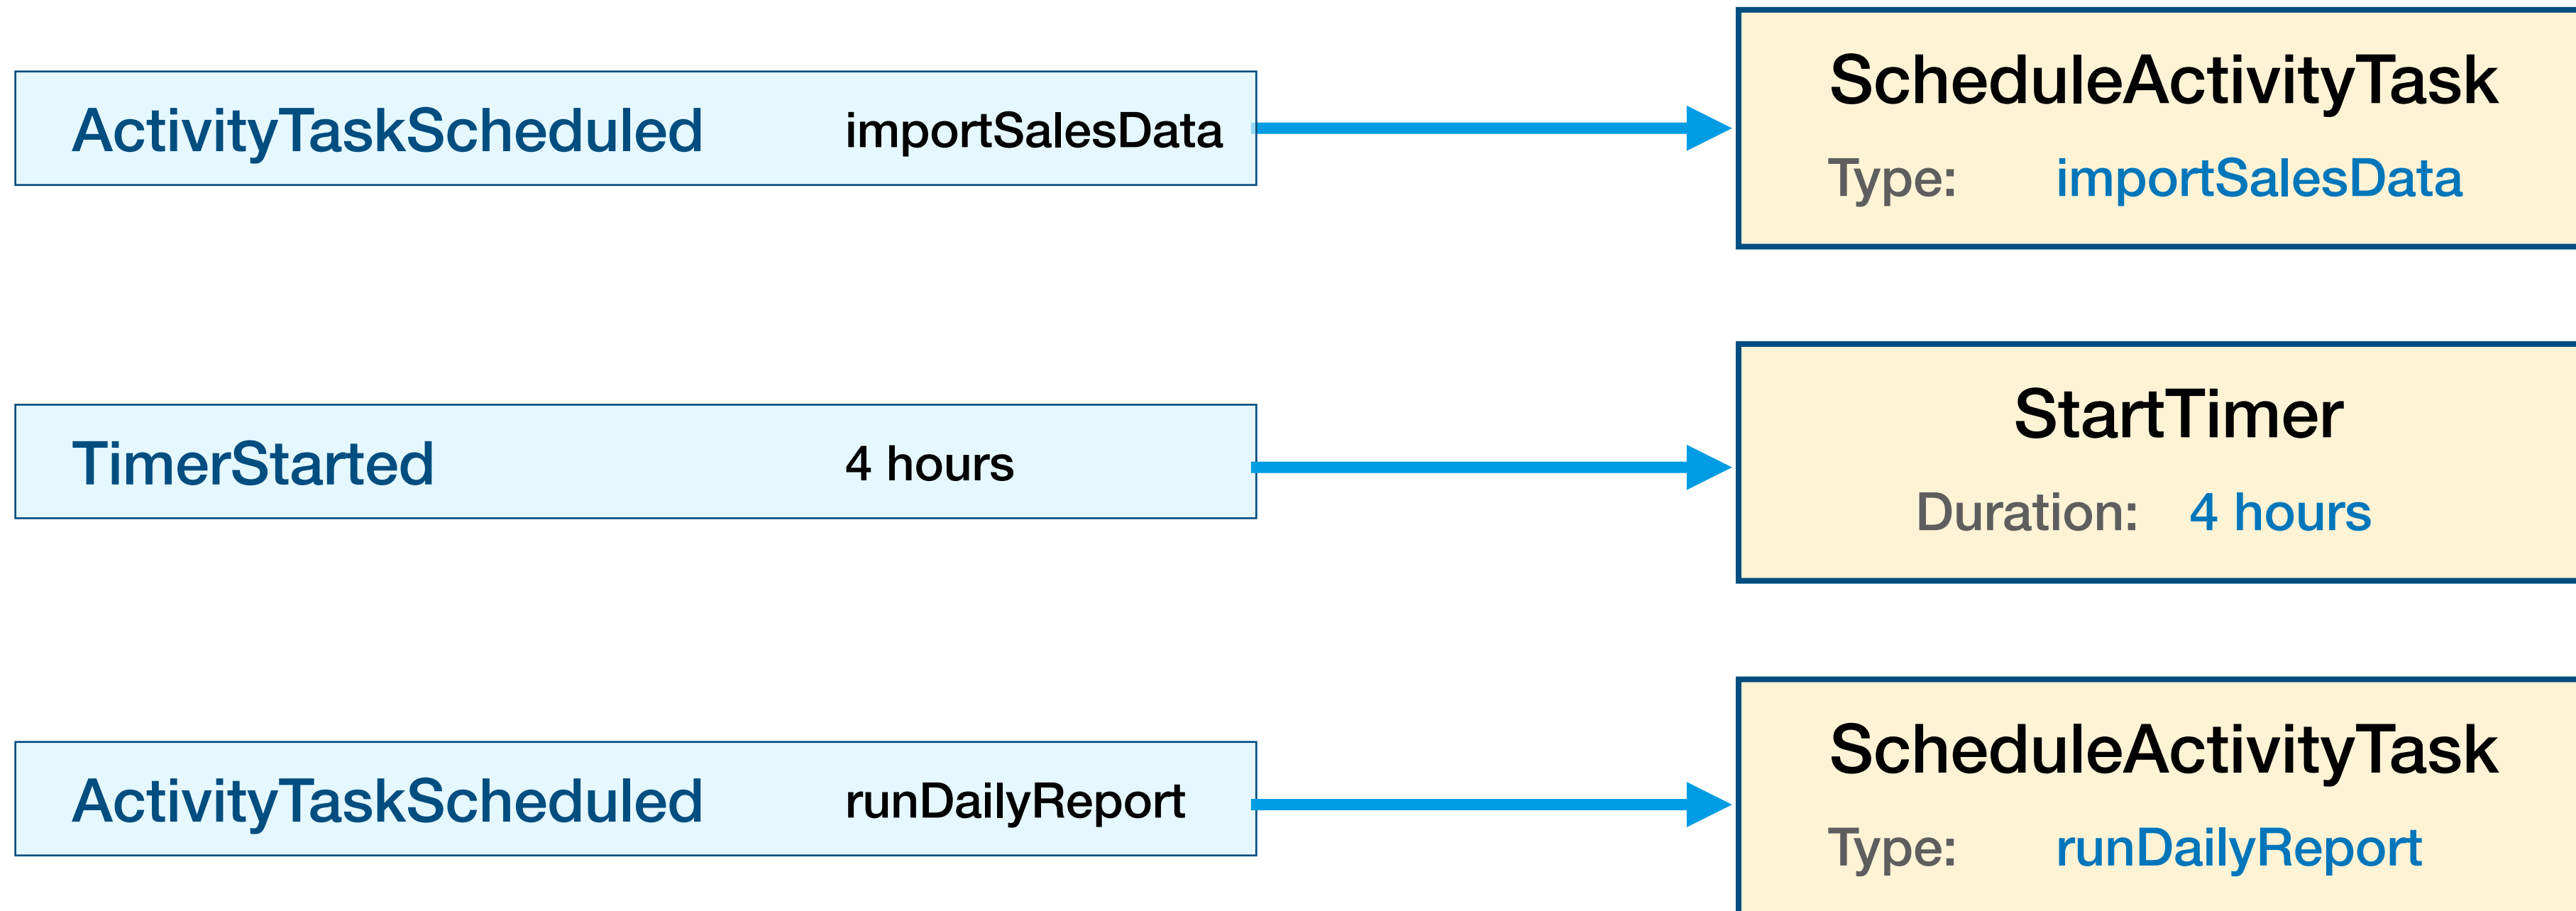 ActivityTaskScheduled importSalesData
ScheduleActivityTask
Type: importSalesData
TimerStarted 4 hours
StartTimer
Duration: 4 hours
ActivityTaskScheduled runDailyReport
ScheduleActivityTask
Type: runDailyReport